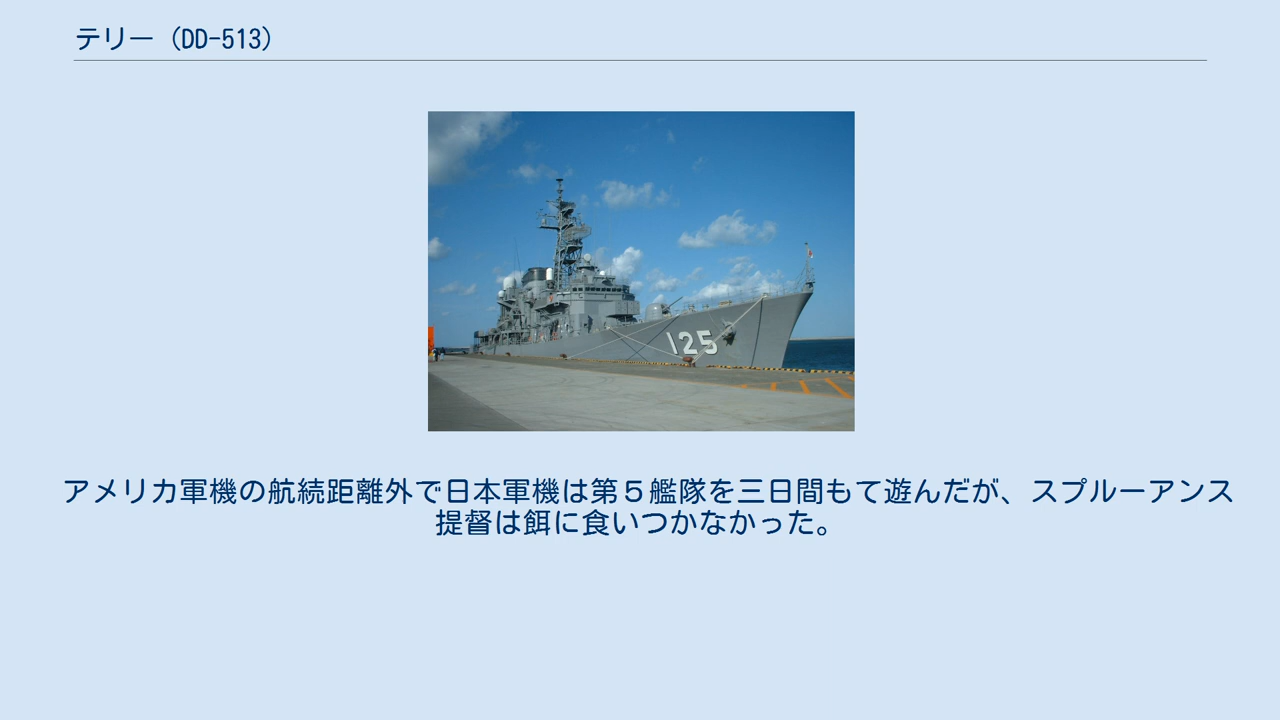 テリー（DD-513）
125
アメリカ軍機の航続距離外で日本軍機は第５艦隊を三日間もて遊んだが、スプルーアンス
提督は餌に食いつかなかった。